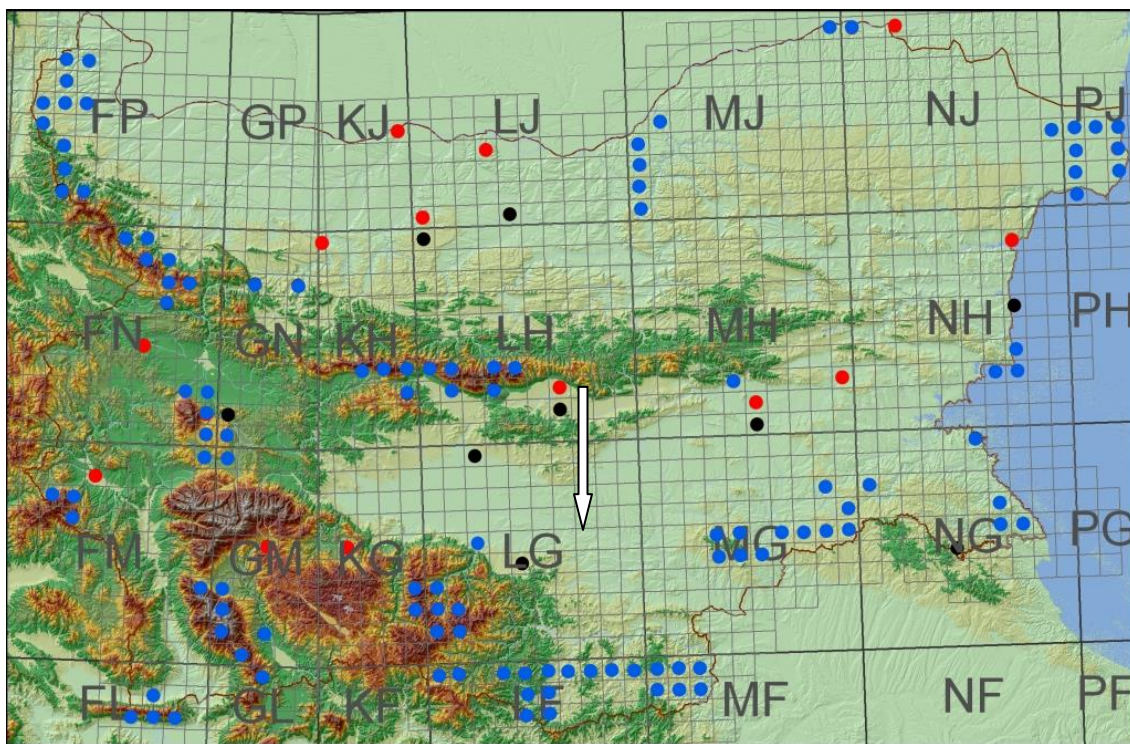 FP GP KJ LJ MJ NJ PJ
FN GN KH LH MH NH PH
FM GM KG LG MG NG PG
FL GL KF LF MF NF PF